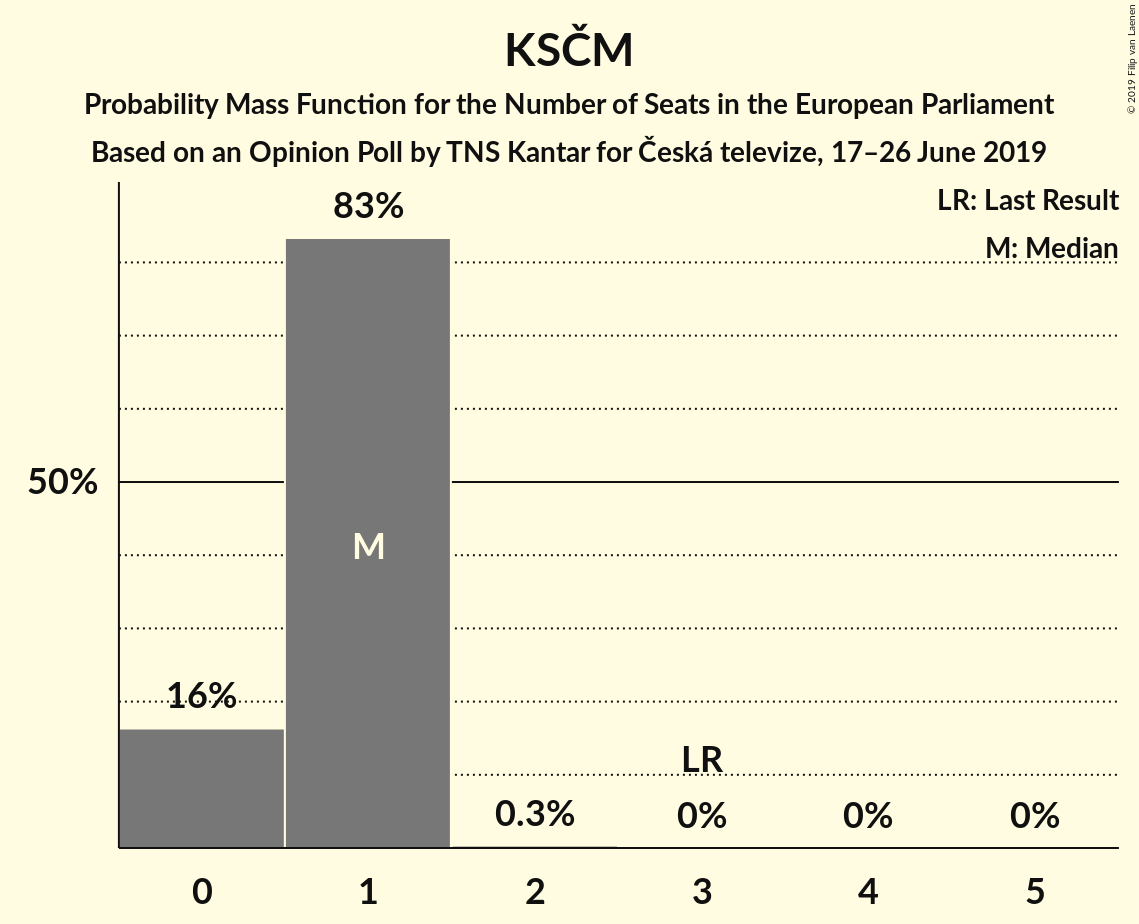 KSČM
Probability Mass Function for the Number of Seats in the European Parliament
Based on an Opinion Poll by TNS Kantar for Česká televize, 17–26 June 2019
© 2019 Filip van Laenen
LR: Last Result
M: Median
83%
50%
M
16%
LR
0.3%
0%
0%
0%
0 1 2 3 4 5